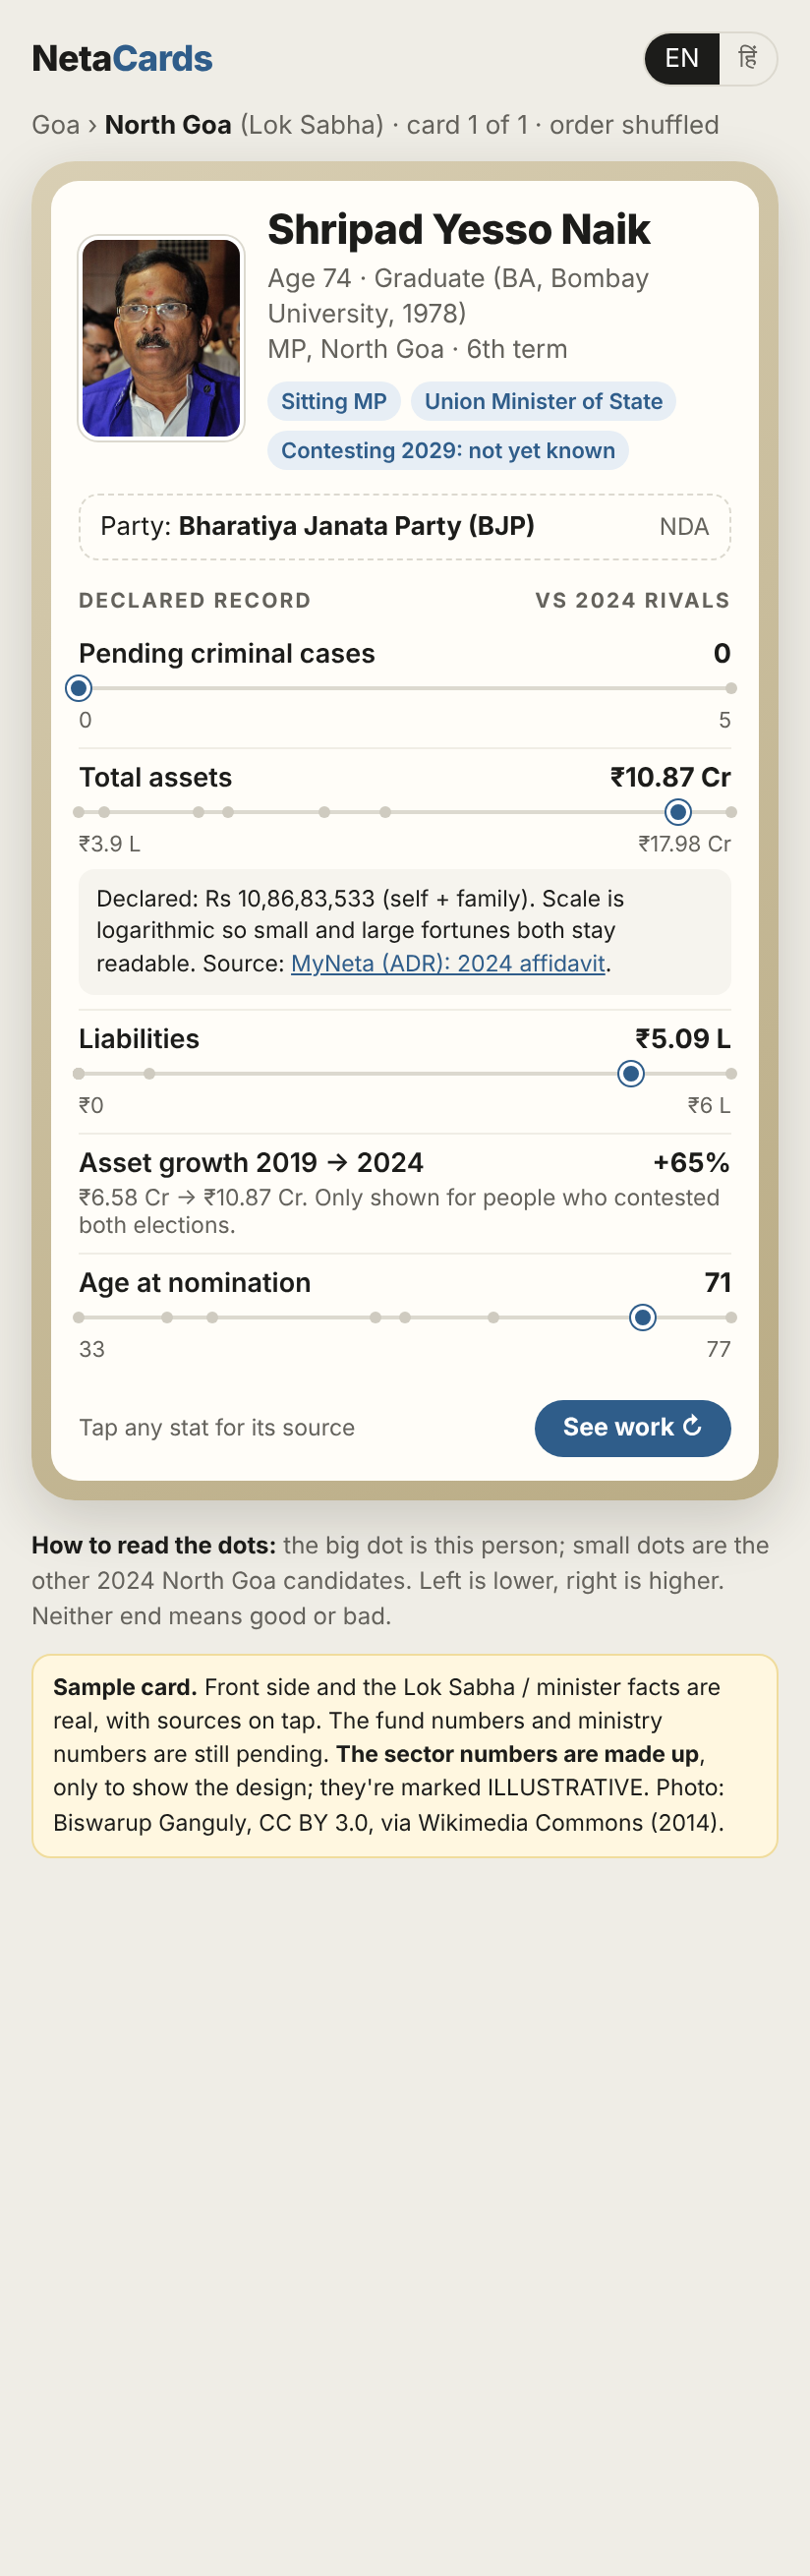 NetaCards
EN हिं
Goa › North Goa (Lok Sabha) · card 1 of 1 · order shuffled
Shripad Yesso Naik
Age 74 · Graduate (BA, Bombay
University, 1978)
MP, North Goa · 6th term
Sitting MP Union Minister of State
Contesting 2029: not yet known
Party: Bharatiya Janata Party (BJP) NDA
DECLARED RECORD VS 2024 RIVALS
Pending criminal cases 0
0 5
Total assets ₹10.87 Cr
₹3.9 L ₹17.98 Cr
Declared: Rs 10,86,83,533 (self + family). Scale is
logarithmic so small and large fortunes both stay
readable. Source: MyNeta (ADR): 2024 affidavit.
Liabilities ₹5.09 L
₹0 ₹6 L
Asset growth 2019 → 2024 +65%
₹6.58 Cr → ₹10.87 Cr. Only shown for people who contested
both elections.
Age at nomination 71
33 77
Tap any stat for its source See work ↻
How to read the dots: the big dot is this person; small dots are the
other 2024 North Goa candidates. Left is lower, right is higher.
Neither end means good or bad.
Sample card. Front side and the Lok Sabha / minister facts are
real, with sources on tap. The fund numbers and ministry
numbers are still pending. The sector numbers are made up,
only to show the design; they're marked ILLUSTRATIVE. Photo:
Biswarup Ganguly, CC BY 3.0, via Wikimedia Commons (2014).